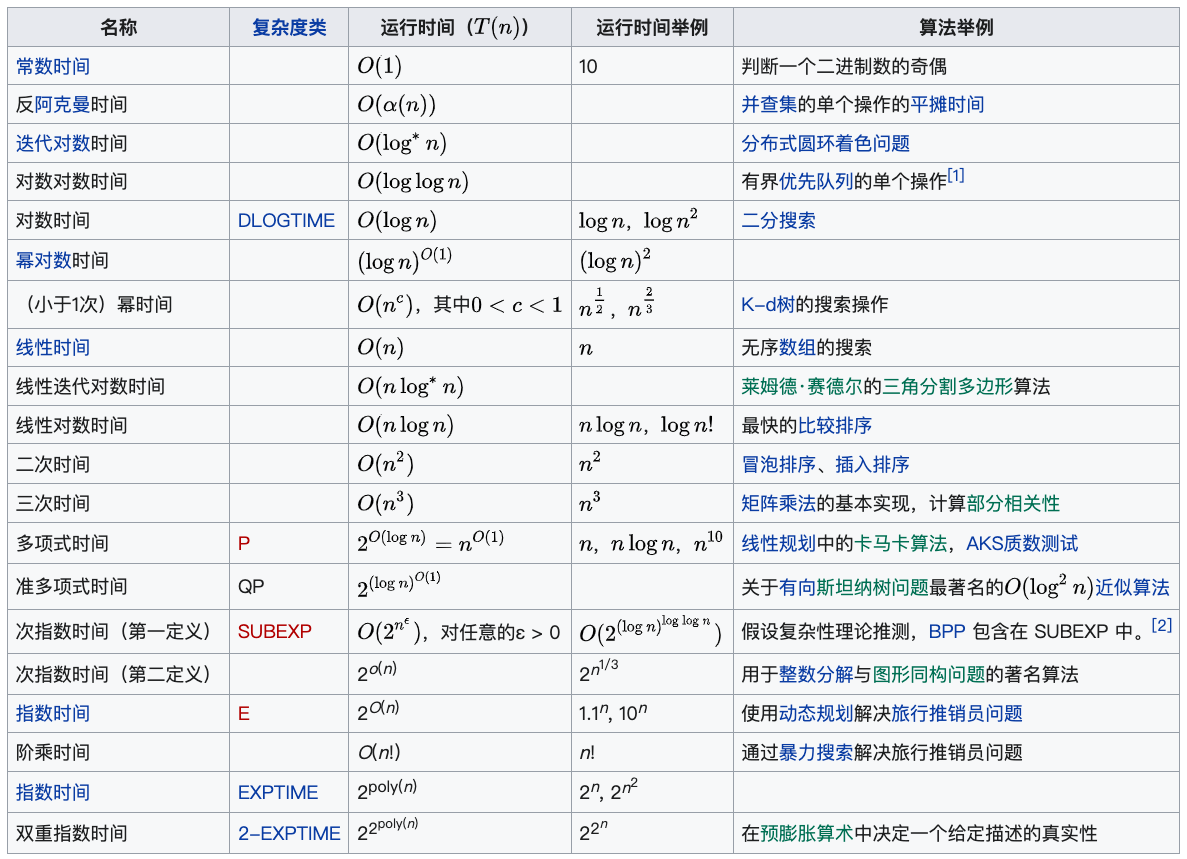 名称 复杂度类 运行时间（T(n)） 运行时间举例 算法举例
常数时间 O(1) 10 判断一个二进制数的奇偶
反阿克曼时间 O(α(n)) 并查集的单个操作的平摊时间
迭代对数时间 O(log* n) 分布式圆环着色问题
对数对数时间 O(log log n) 有界优先队列的单个操作[1]
对数时间 DLOGTIME O(log n) log n，log n² 二分搜索
幂对数时间 (log n)^{O(1)} (log n)²
（小于1次）幂时间 O(n^c)，其中0 < c < 1 n^{1/2}，n^{2/3} K-d树的搜索操作
线性时间 O(n) n 无序数组的搜索
线性迭代对数时间 O(n log* n) 莱姆德·赛德尔的三角分割多边形算法
线性对数时间 O(n log n) n log n，log n! 最快的比较排序
二次时间 O(n²) n² 冒泡排序、插入排序
三次时间 O(n³) n³ 矩阵乘法的基本实现，计算部分相关性
多项式时间 P 2^{O(log n)} = n^{O(1)} n，n log n，n^{10} 线性规划中的卡马卡算法，AKS质数测试
准多项式时间 QP 2^{(log n)^{O(1)}} 关于有向斯坦纳树问题最著名的O(log² n)近似算法
次指数时间（第一定义） SUBEXP O(2^{n^ϵ})，对任意的ε > 0 O(2^{(log n)^{log log n}}) 假设复杂性理论推测，BPP 包含在 SUBEXP 中。[2]
次指数时间（第二定义） 2^{o(n)} 2^{n^{1/3}} 用于整数分解与图形同构问题的著名算法
指数时间 E 2^{O(n)} 1.1^n, 10^n 使用动态规划解决旅行推销员问题
阶乘时间 O(n!) n! 通过暴力搜索解决旅行推销员问题
指数时间 EXPTIME 2^{poly(n)} 2^n, 2^{n²}
双重指数时间 2-EXPTIME 2^{2^{poly(n)}} 2^{2^n} 在预膨胀算术中决定一个给定描述的真实性